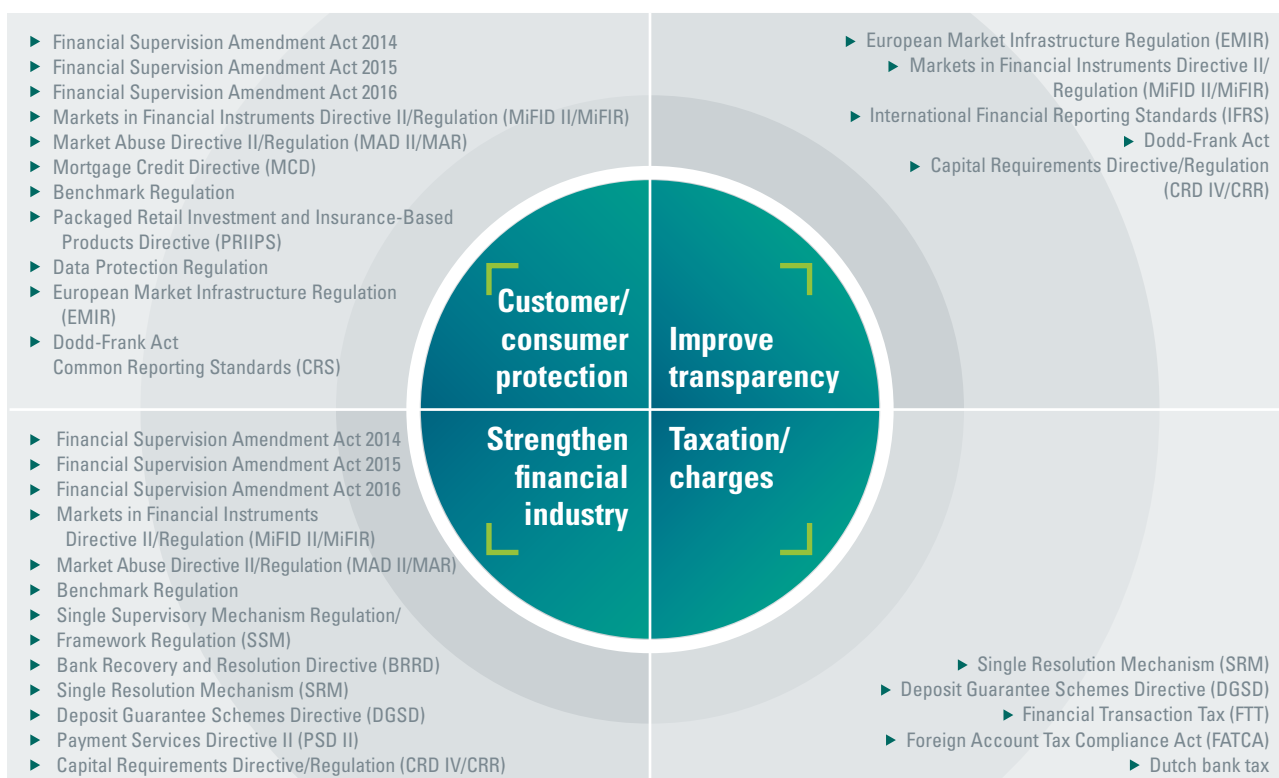 ► Financial Supervision Amendment Act 2014
► Financial Supervision Amendment Act 2015
► Financial Supervision Amendment Act 2016
► Markets in Financial Instruments Directive II/Regulation (MiFID II/MiFIR)
► Market Abuse Directive II/Regulation (MAD II/MAR)
► Mortgage Credit Directive (MCD)
► Benchmark Regulation
► Packaged Retail Investment and Insurance-Based
Products Directive (PRIIPS)
► Data Protection Regulation
► European Market Infrastructure Regulation
(EMIR)
► Dodd-Frank Act
Common Reporting Standards (CRS)
► European Market Infrastructure Regulation (EMIR)
► Markets in Financial Instruments Directive II/
Regulation (MiFID II/MiFIR)
► International Financial Reporting Standards (IFRS)
► Dodd-Frank Act
► Capital Requirements Directive/Regulation
(CRD IV/CRR)
Customer/
consumer
protection
Improve
transparency
Strengthen
financial
industry
Taxation/
charges
► Financial Supervision Amendment Act 2014
► Financial Supervision Amendment Act 2015
► Financial Supervision Amendment Act 2016
► Markets in Financial Instruments
Directive II/Regulation (MiFID II/MiFIR)
► Market Abuse Directive II/Regulation (MAD II/MAR)
► Benchmark Regulation
► Single Supervisory Mechanism Regulation/
► Framework Regulation (SSM)
► Bank Recovery and Resolution Directive (BRRD)
► Single Resolution Mechanism (SRM)
► Deposit Guarantee Schemes Directive (DGSD)
► Payment Services Directive II (PSD II)
► Capital Requirements Directive/Regulation (CRD IV/CRR)
► Single Resolution Mechanism (SRM)
► Deposit Guarantee Schemes Directive (DGSD)
► Financial Transaction Tax (FTT)
► Foreign Account Tax Compliance Act (FATCA)
► Dutch bank tax